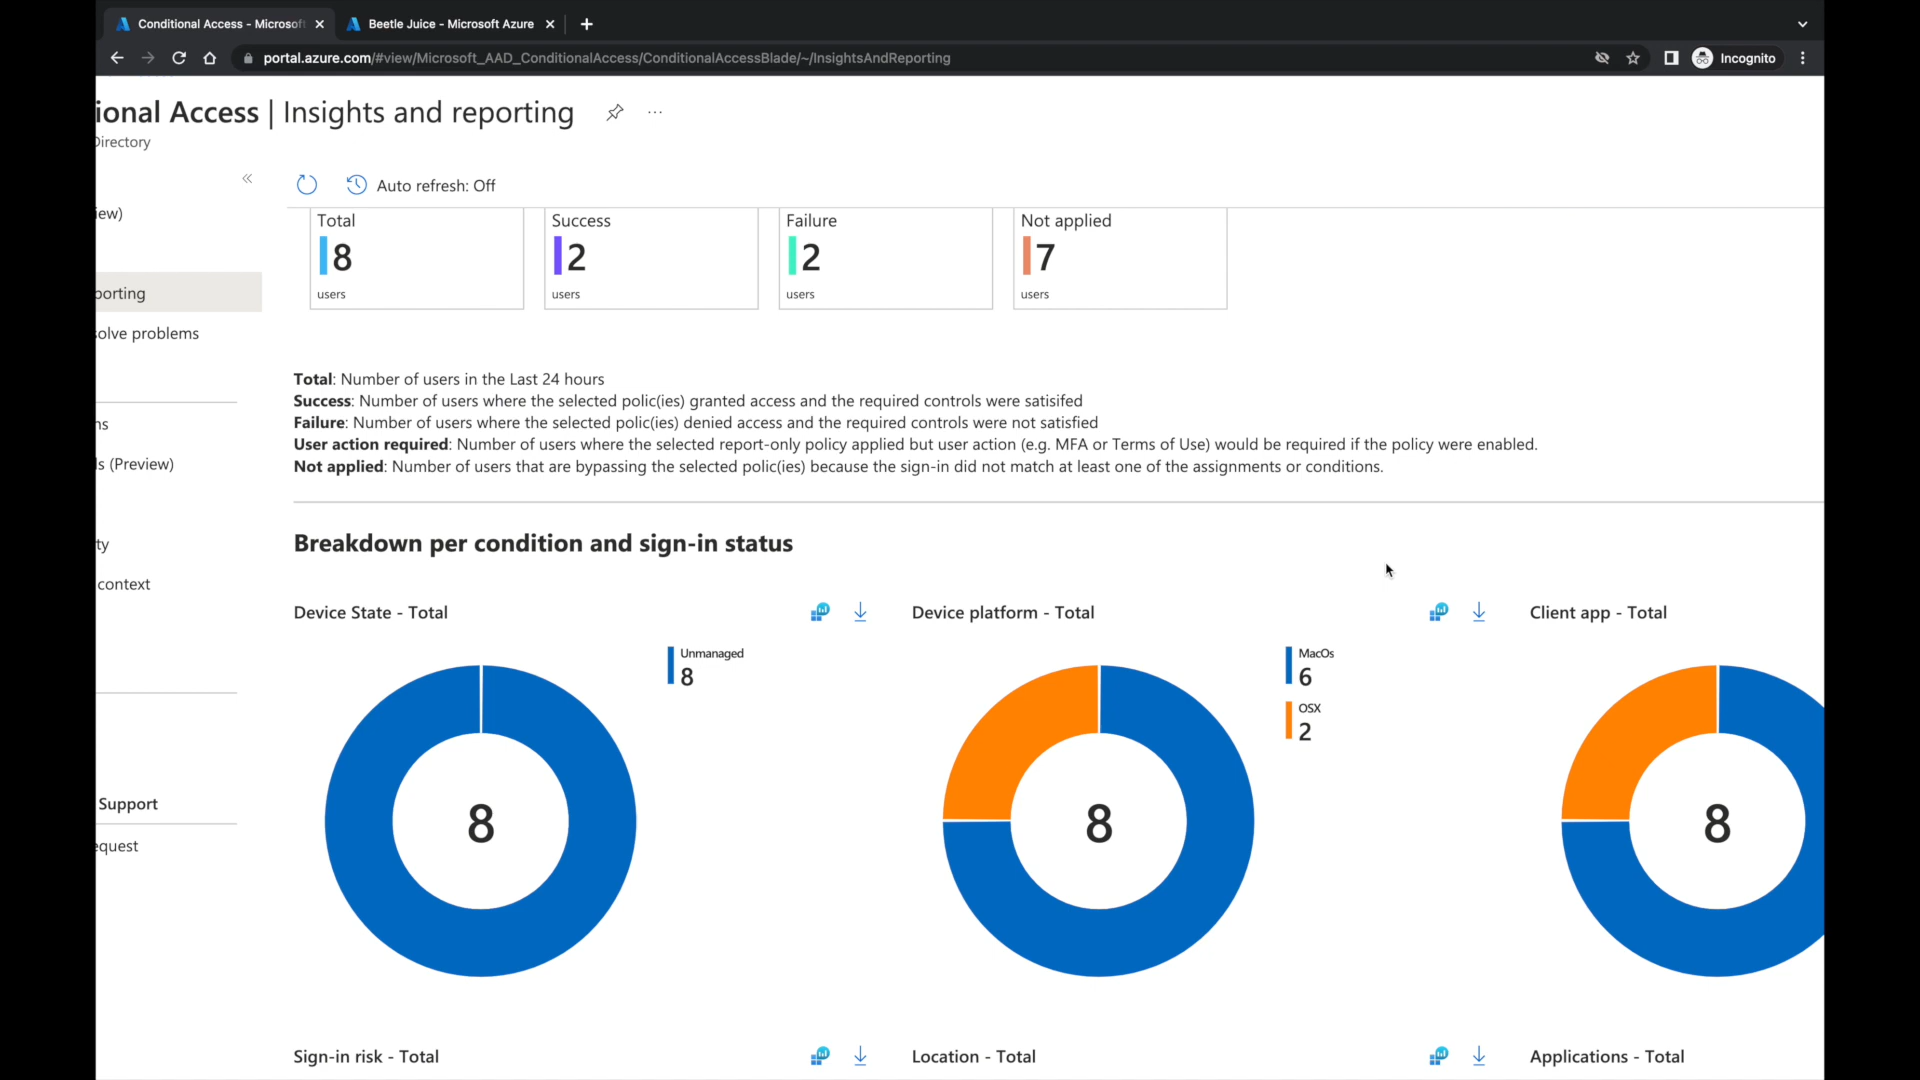 Conditional Access - Microsoft
Beetle Juice - Microsoft Azure
portal.azure.com/#view/Microsoft_AAD_ConditionalAccess/ConditionalAccessBlade/~/InsightsAndReporting
Incognito
ional Access | Insights and reporting
Directory
Auto refresh: Off
iew)
porting
solve problems
ns
ls (Preview)
ty
context
Support
equest
Total
8
users
Success
2
users
Failure
2
users
Not applied
7
users
Total: Number of users in the Last 24 hours
Success: Number of users where the selected polic(ies) granted access and the required controls were satisifed
Failure: Number of users where the selected polic(ies) denied access and the required controls were not satisfied
User action required: Number of users where the selected report-only policy applied but user action (e.g. MFA or Terms of Use) would be required if the policy were enabled.
Not applied: Number of users that are bypassing the selected polic(ies) because the sign-in did not match at least one of the assignments or conditions.
Breakdown per condition and sign-in status
Device State - Total
Unmanaged
8
8
Device platform - Total
MacOs
6
OSX
2
8
Client app - Total
8
Sign-in risk - Total
Location - Total
Applications - Total